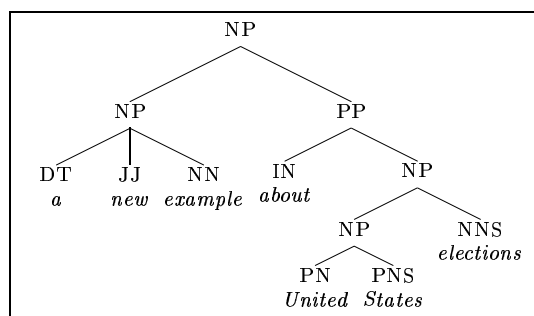 NP
NP PP
DT JJ NN IN NP
a new example about
NP NNS
elections
PN PNS
United States